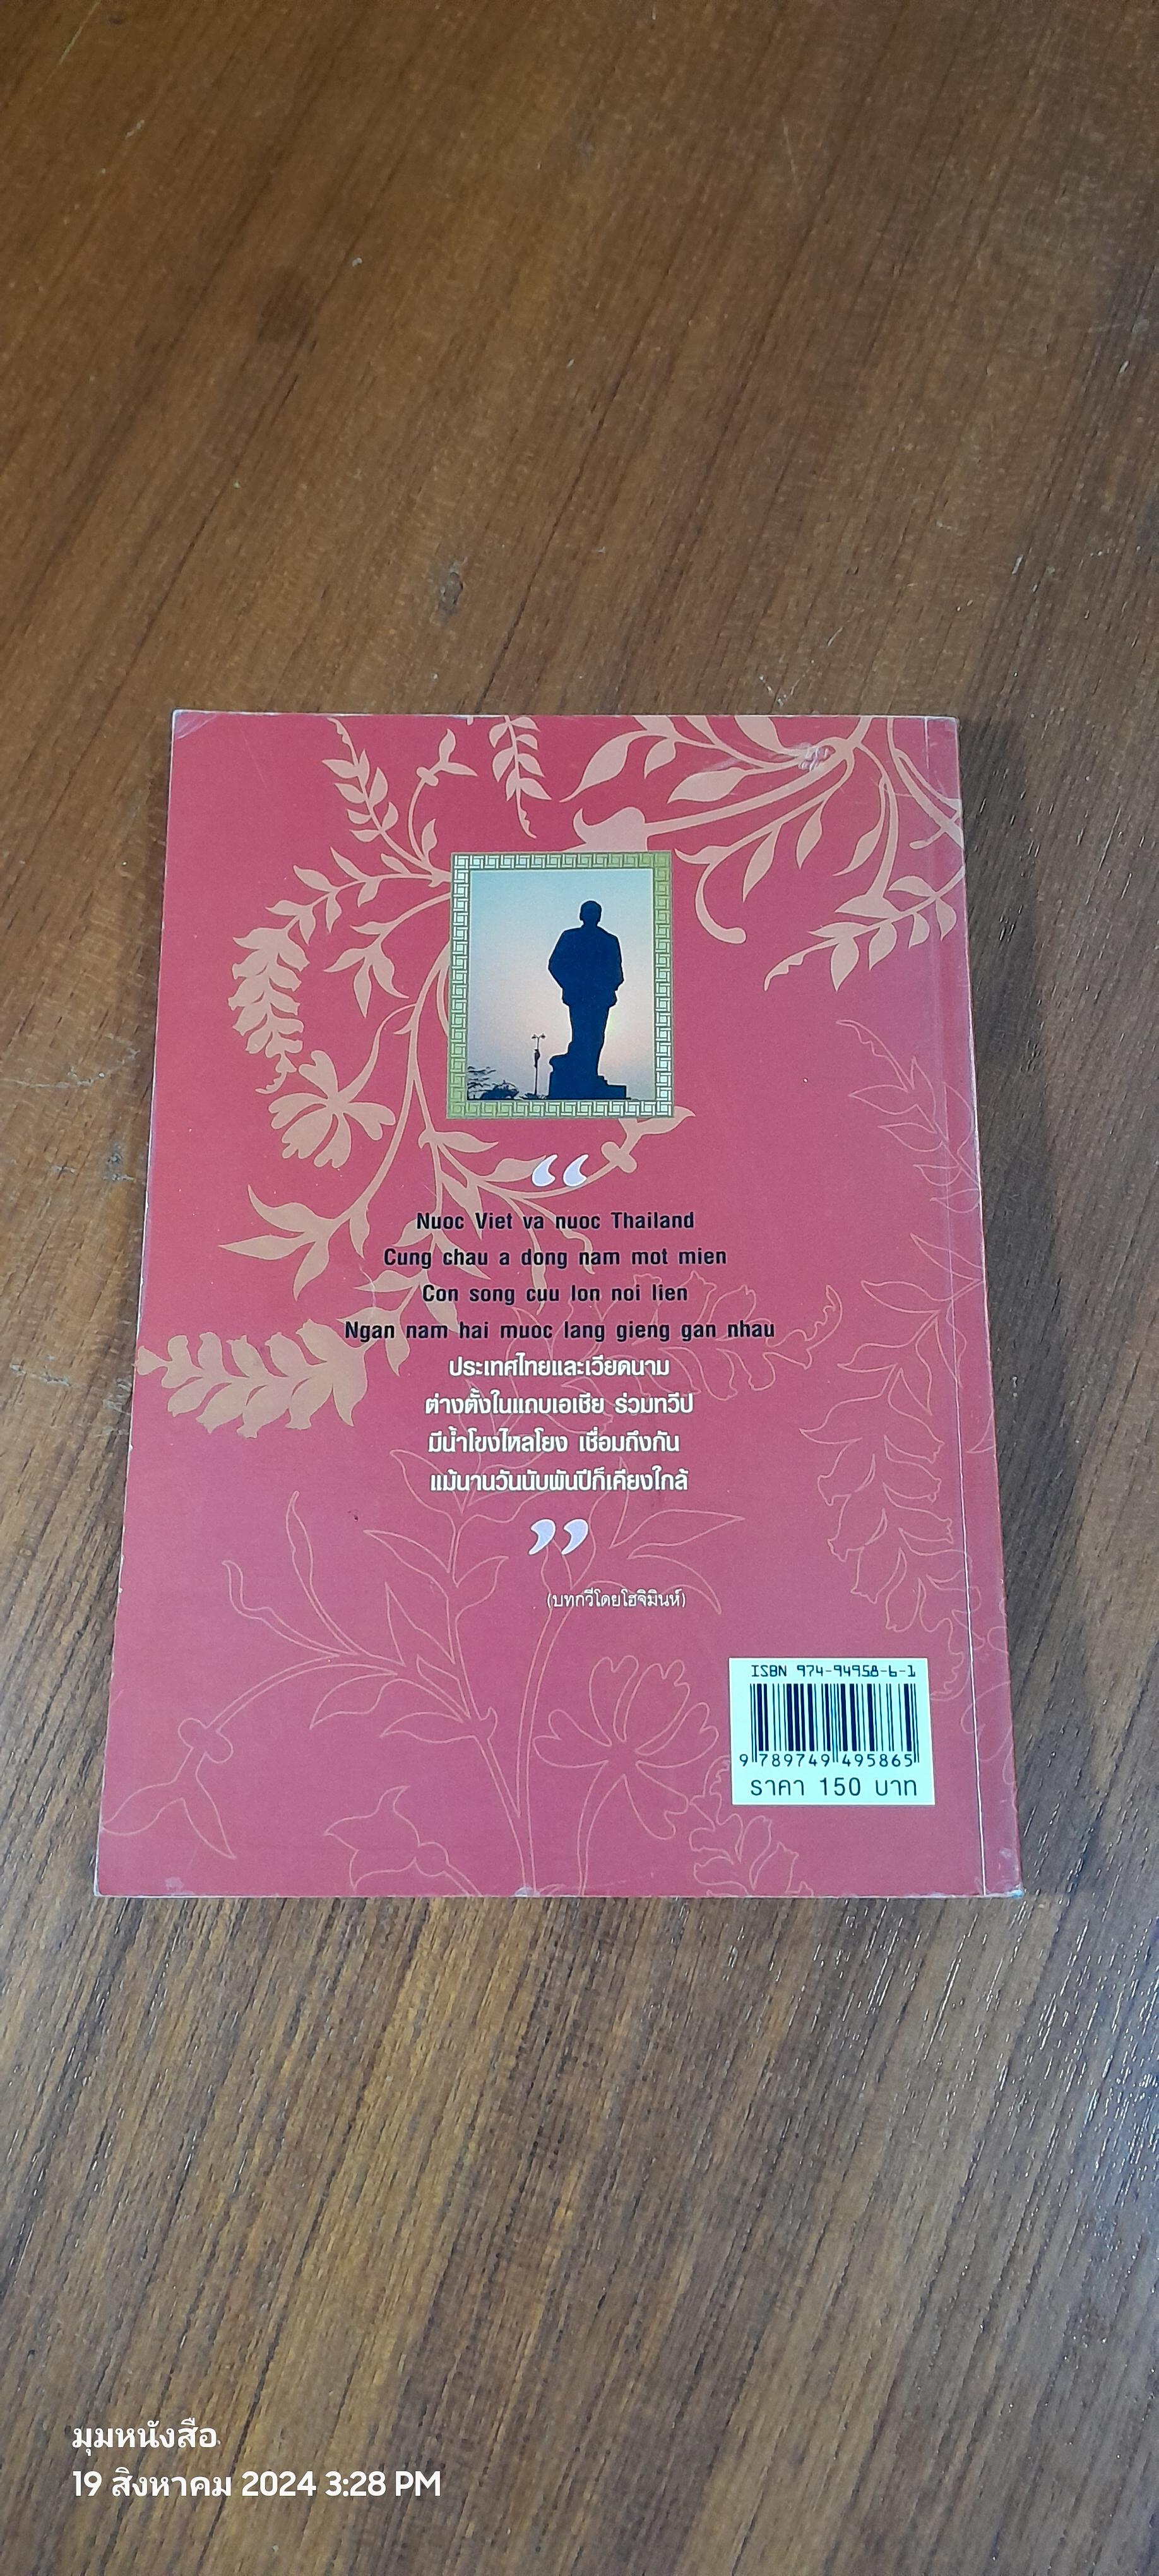 “
Nuoc Viet va nuoc Thailand
Cung chau a dong nam mot mien
Con song cuu lon noi lien
Ngan nam hai muoc lang gieng gan nhau
ประเทศไทยและเวียดนาม
ต่างตั้งในแถบเอเชีย ร่วมทวีป
มีน้ำโขงไหลโยง เชื่อมถึงกัน
แม้นานวันนับพันปีก็เคียงใกล้
”
(บทกวีโดยโฮจิมินห์)
ISBN 974-94958-6-1
9 789749 495865
ราคา 150 บาท
มุมหนังสือ
19 สิงหาคม 2024 3:28 PM